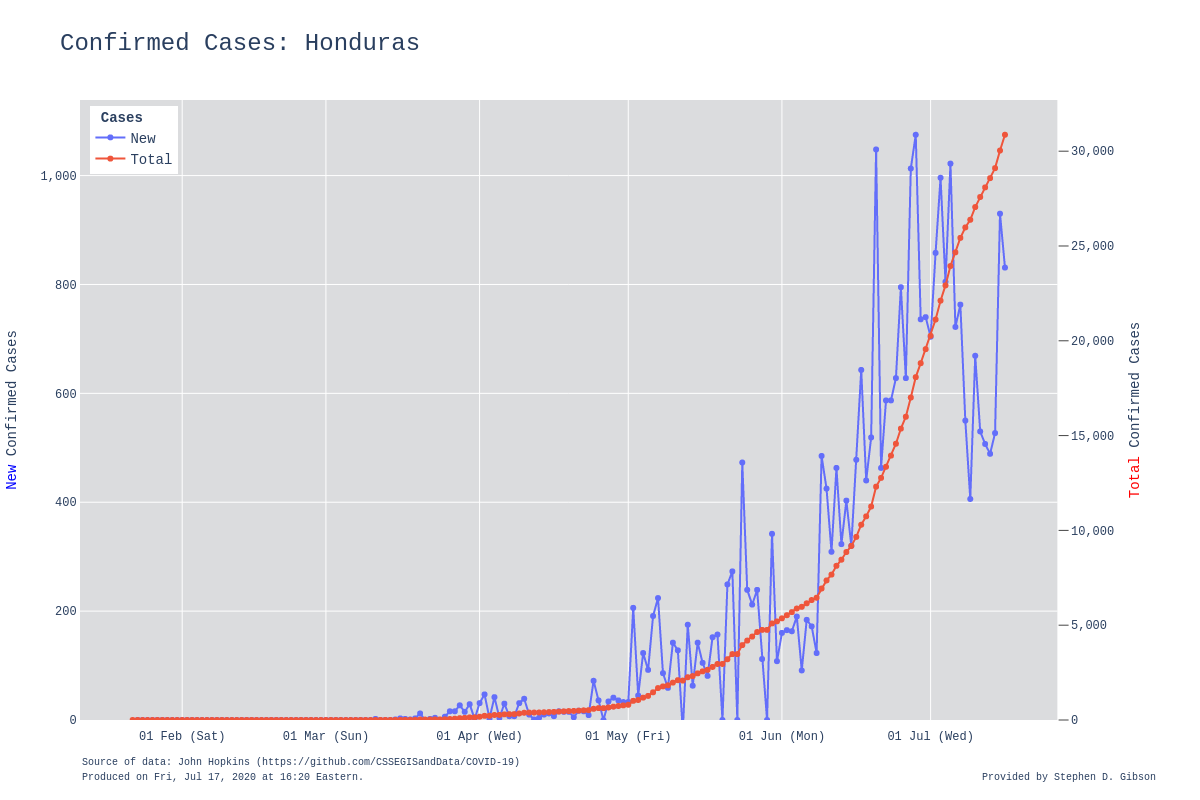 Confirmed Cases: Honduras
Cases
New
Total
1,000
800
600
400
200
0
30,000
25,000
20,000
15,000
10,000
5,000
0
New Confirmed Cases
Total Confirmed Cases
01 Feb (Sat)
01 Mar (Sun)
01 Apr (Wed)
01 May (Fri)
01 Jun (Mon)
01 Jul (Wed)
Source of data: John Hopkins (https://github.com/CSSEGISandData/COVID-19)
Produced on Fri, Jul 17, 2020 at 16:20 Eastern.
Provided by Stephen D. Gibson